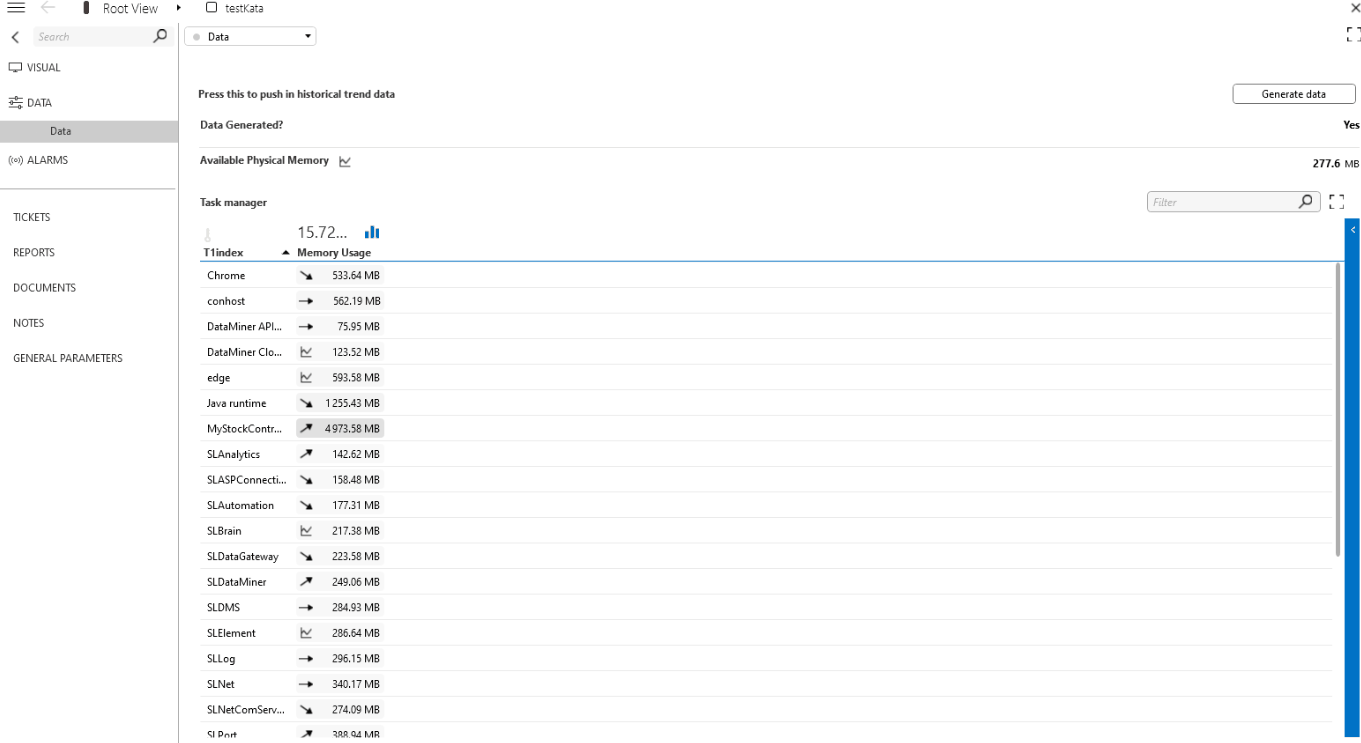 Root View testKata
Search
Data
VISUAL
DATA
Data
ALARMS
TICKETS
REPORTS
DOCUMENTS
NOTES
GENERAL PARAMETERS
Press this to push in historical trend data Generate data
Data Generated? Yes
Available Physical Memory 277.6 MB
Task manager Filter
15.72...
T1index Memory Usage
Chrome 533.64 MB
conhost 562.19 MB
DataMiner API... 75.95 MB
DataMiner Clo... 123.52 MB
edge 593.58 MB
Java runtime 1255.43 MB
MyStockContr... 4973.58 MB
SLAnalytics 142.62 MB
SLASPConnecti... 158.48 MB
SLAutomation 177.31 MB
SLBrain 217.38 MB
SLDataGateway 223.58 MB
SLDataMiner 249.06 MB
SLDMS 284.93 MB
SLElement 286.64 MB
SLLog 296.15 MB
SLNet 340.17 MB
SLNetComServ... 274.09 MB
SLPort 388.94 MB